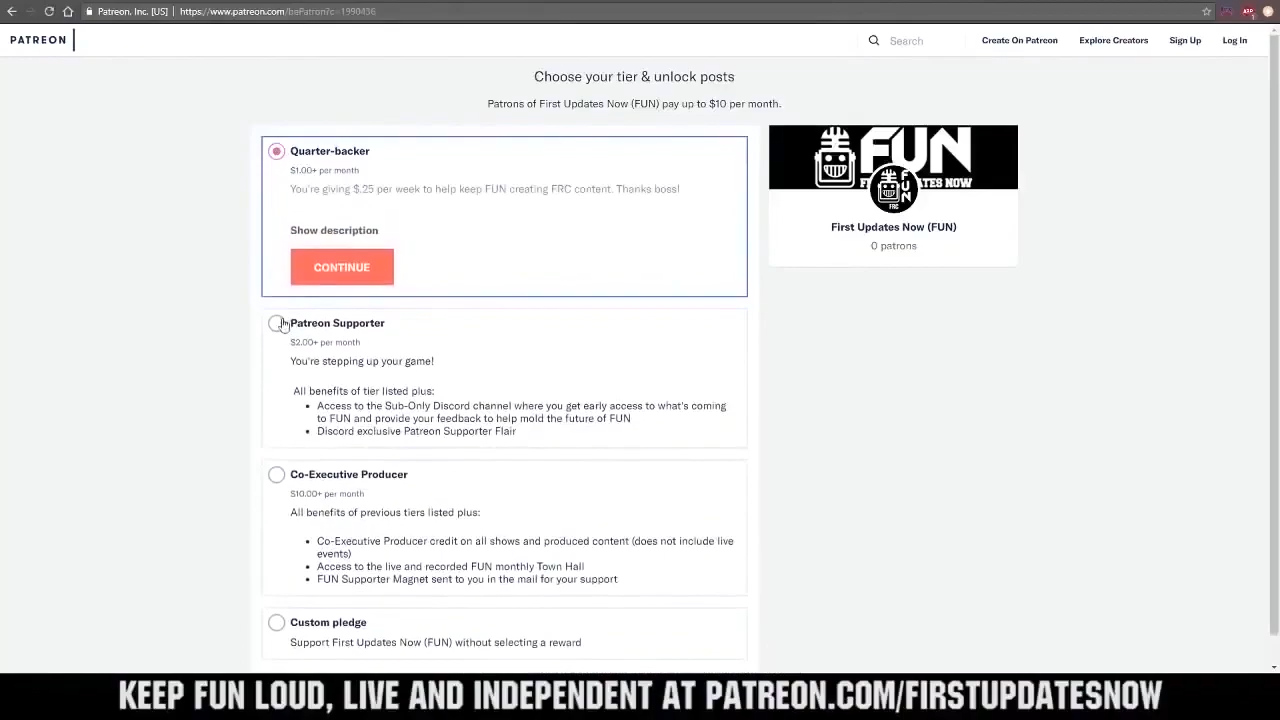 Patreon, Inc. [US] | https://www.patreon.com/bePatron?c=1990436
ABP
PATREON
Search
Create On Patreon
Explore Creators
Sign Up
Log In
Choose your tier & unlock posts
Patrons of First Updates Now (FUN) pay up to $10 per month.
Quarter-backer
$1.00+ per month
You're giving $.25 per week to help keep FUN creating FRC content. Thanks boss!
Show description
CONTINUE
FUN
FUN
FRC
First Updates Now (FUN)
0 patrons
Patreon Supporter
$2.00+ per month
You're stepping up your game!
All benefits of tier listed plus:
• Access to the Sub-Only Discord channel where you get early access to what's coming
to FUN and provide your feedback to help mold the future of FUN
• Discord exclusive Patreon Supporter Flair
Co-Executive Producer
$10.00+ per month
All benefits of previous tiers listed plus:
• Co-Executive Producer credit on all shows and produced content (does not include live
events)
• Access to the live and recorded FUN monthly Town Hall
• FUN Supporter Magnet sent to you in the mail for your support
Custom pledge
Support First Updates Now (FUN) without selecting a reward
KEEP FUN LOUD, LIVE AND INDEPENDENT AT PATREON.COM/FIRSTUPDATESNOW